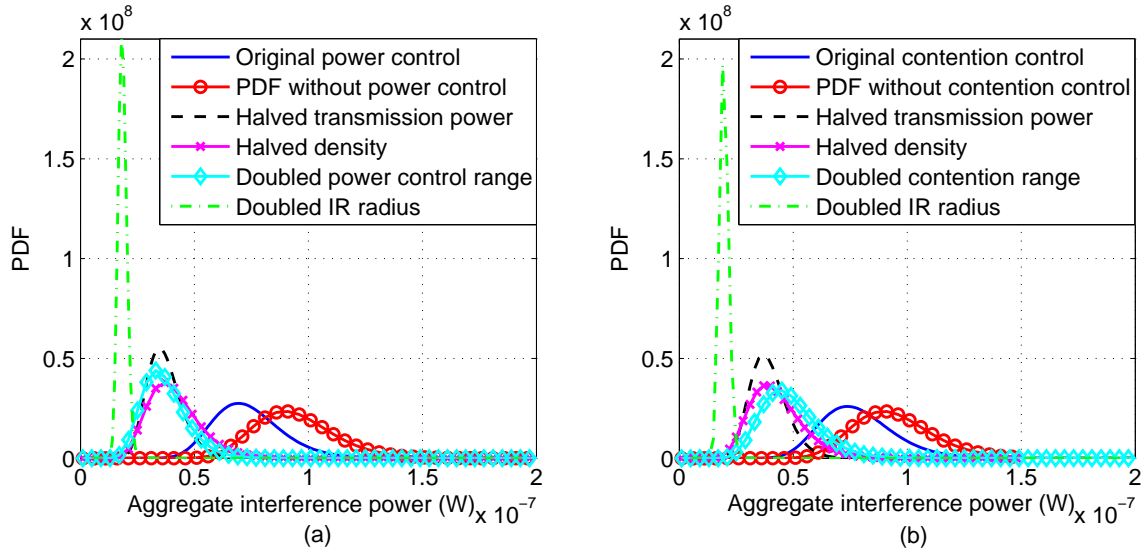 x 10⁸
2
1.5
1
0.5
0
PDF
Original power control
PDF without power control
Halved transmission power
Halved density
Doubled power control range
Doubled IR radius
0 0.5 1 1.5 2
Aggregate interference power (W)
x 10⁻⁷
(a)
x 10⁸
2
1.5
1
0.5
0
PDF
Original contention control
PDF without contention control
Halved transmission power
Halved density
Doubled contention range
Doubled IR radius
0 0.5 1 1.5 2
Aggregate interference power (W)
x 10⁻⁷
(b)